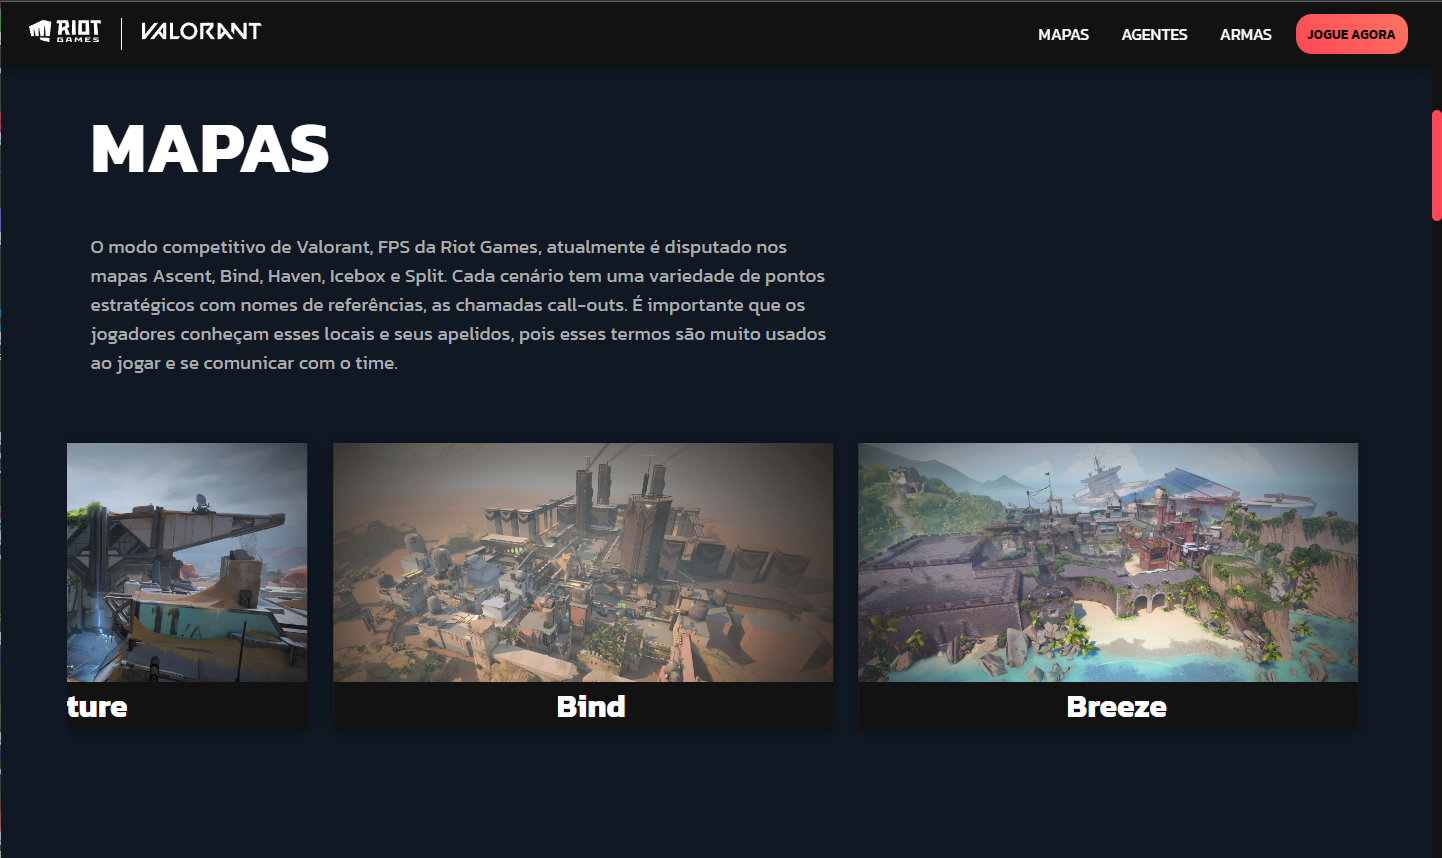 RIOT
GAMES
VALORANT
MAPAS
AGENTES
ARMAS
JOGUE AGORA
MAPAS
O modo competitivo de Valorant, FPS da Riot Games, atualmente é disputado nos
mapas Ascent, Bind, Haven, Icebox e Split. Cada cenário tem uma variedade de pontos
estratégicos com nomes de referências, as chamadas call-outs. É importante que os
jogadores conheçam esses locais e seus apelidos, pois esses termos são muito usados
ao jogar e se comunicar com o time.
ture
Bind
Breeze